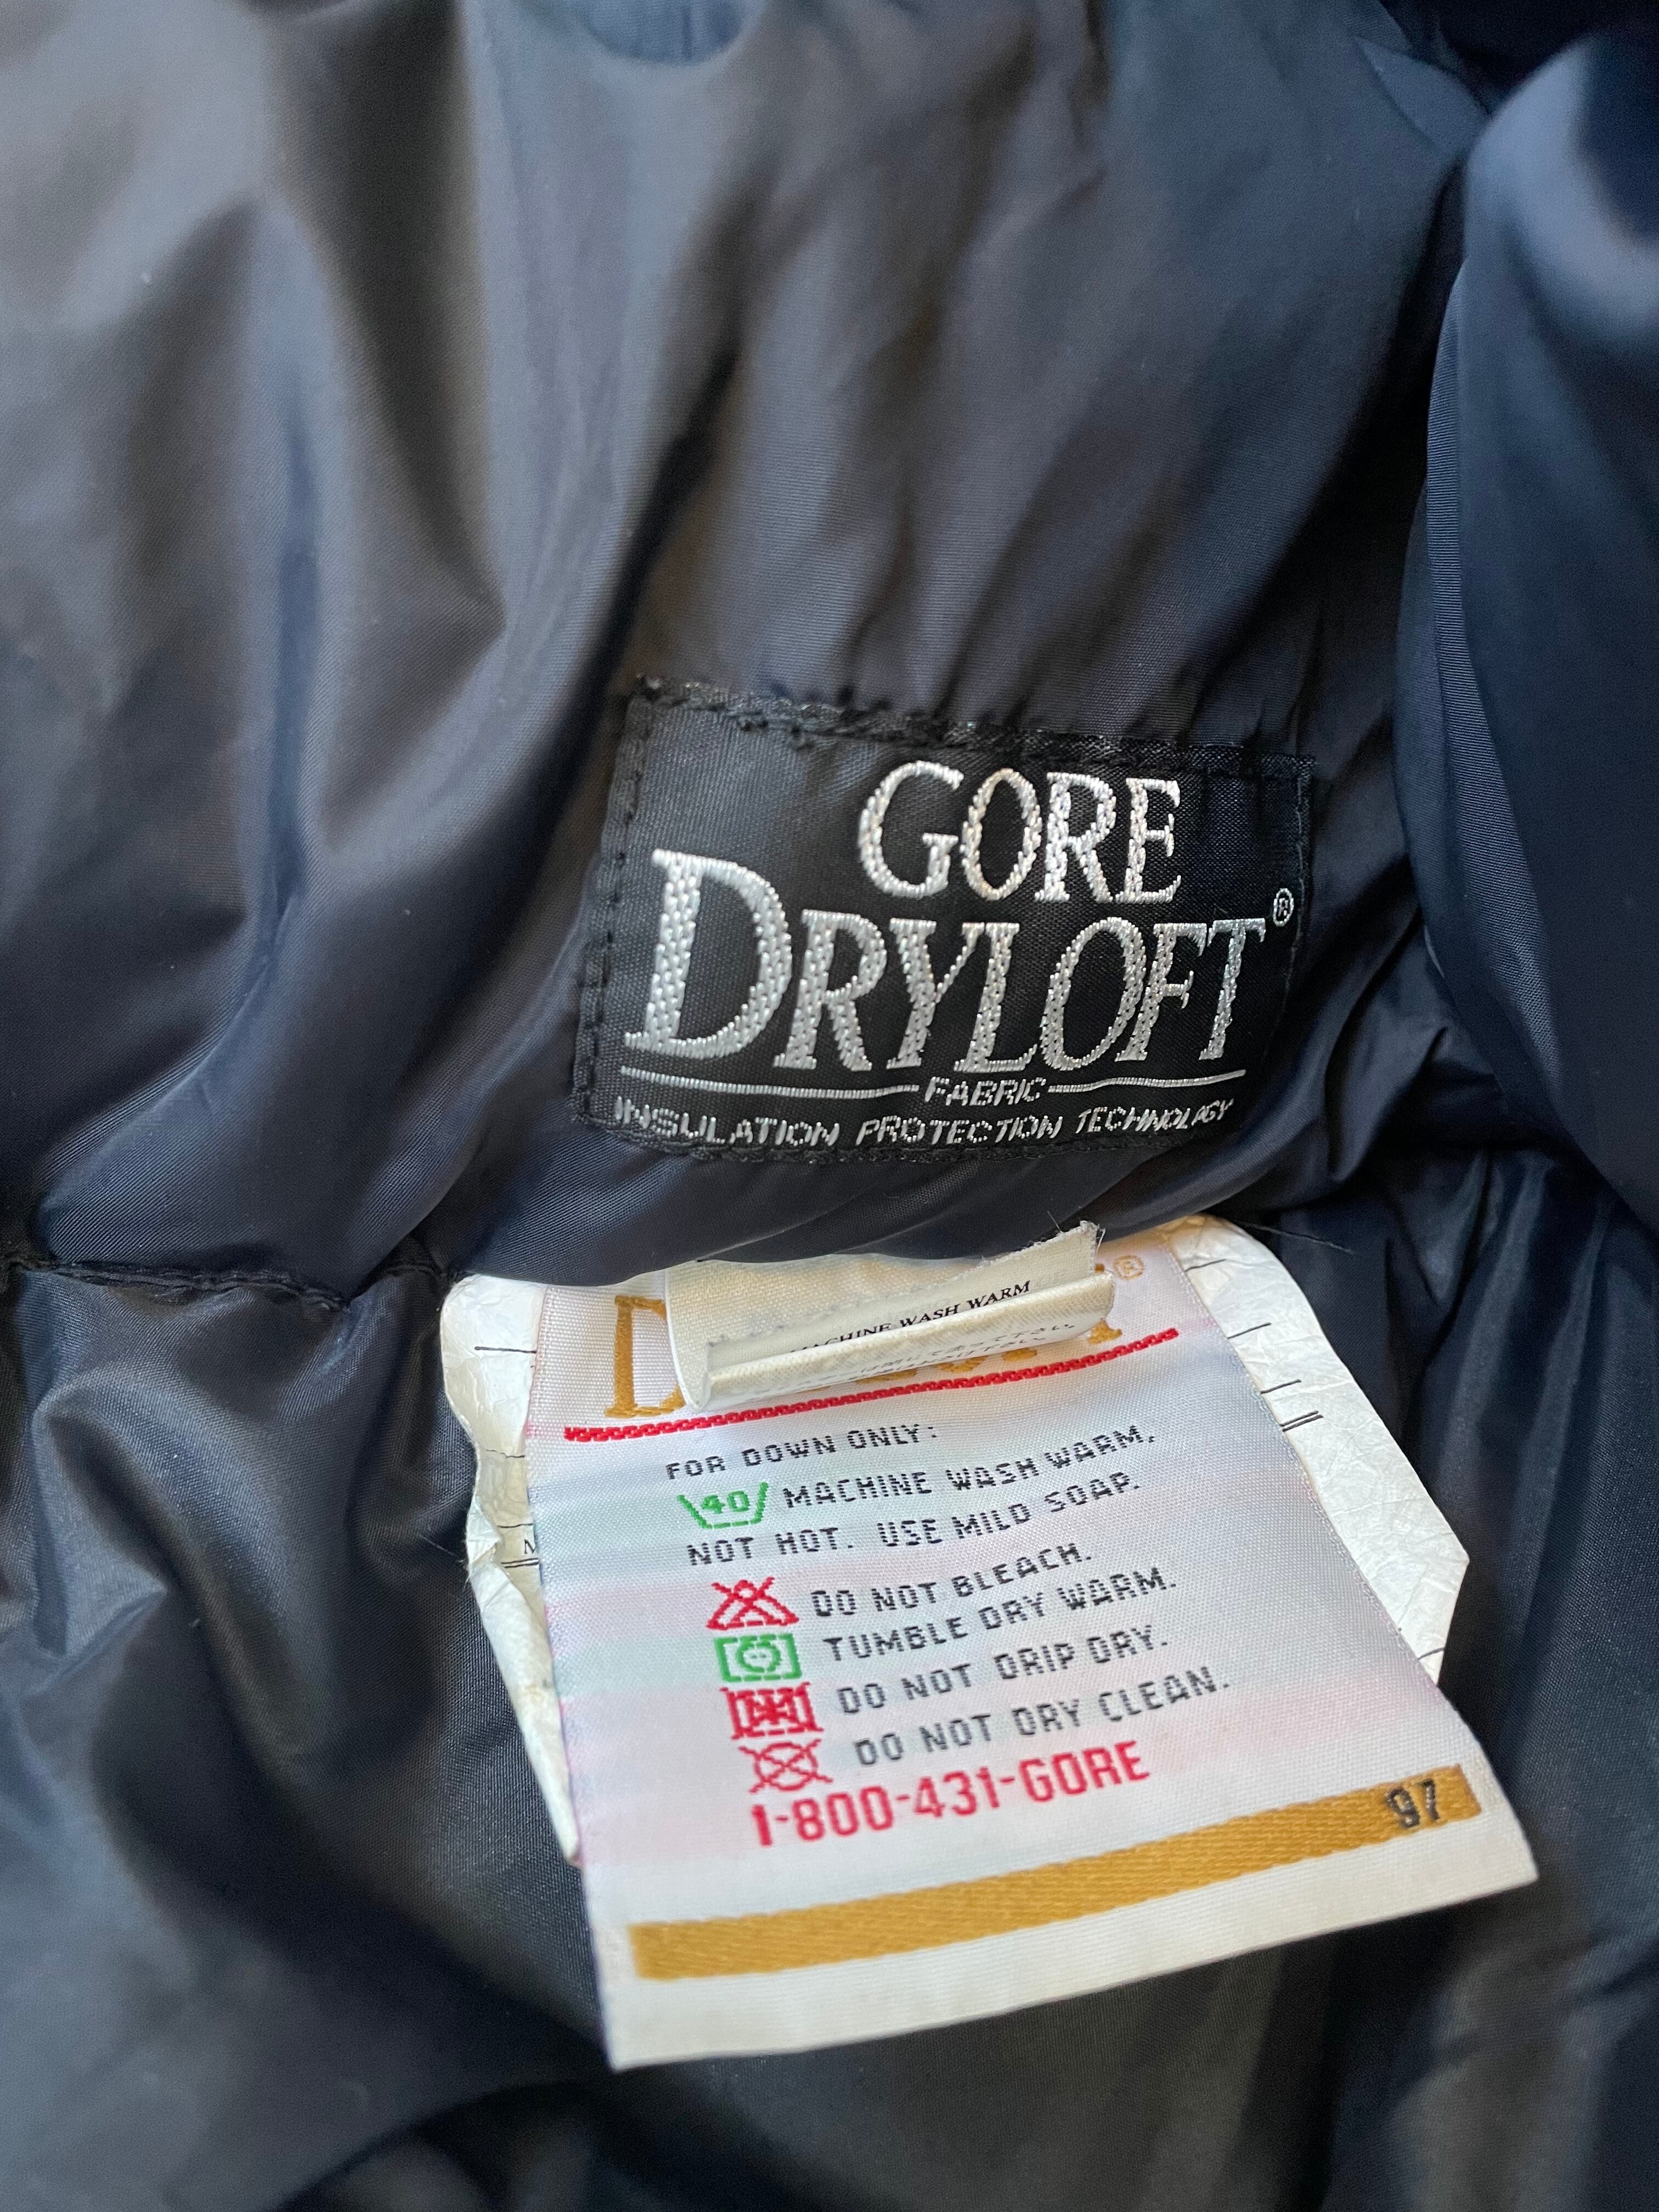 GORE
DRYLOFT®
FABRIC
INSULATION PROTECTION TECHNOLOGY
MACHINE WASH WARM
D ®
FOR DOWN ONLY:
40 MACHINE WASH WARM,
NOT HOT. USE MILD SOAP.
DO NOT BLEACH.
TUMBLE DRY WARM.
DO NOT DRIP DRY.
DO NOT DRY CLEAN.
1-800-431-GORE
97